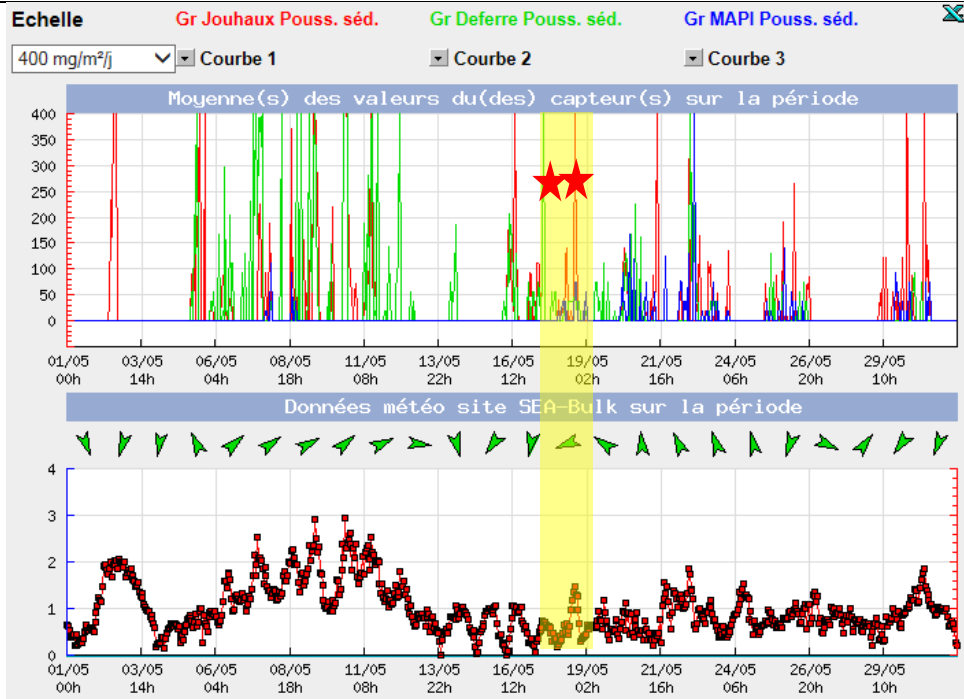 Echelle Gr Jouhaux Pouss. séd. Gr Deferre Pouss. séd. Gr MAPI Pouss. séd.
400 mg/m²/j Courbe 1 Courbe 2 Courbe 3
Moyenne(s) des valeurs du(des) capteur(s) sur la période
400
350
300
250
200
150
100
50
0
01/05 03/05 06/05 08/05 11/05 13/05 16/05 19/05 21/05 24/05 26/05 29/05
00h 14h 04h 18h 08h 22h 12h 02h 16h 06h 20h 10h
Données météo site SEA-Bulk sur la période
4
3
2
1
0
01/05 03/05 06/05 08/05 11/05 13/05 16/05 19/05 21/05 24/05 26/05 29/05
00h 14h 04h 18h 08h 22h 12h 02h 16h 06h 20h 10h